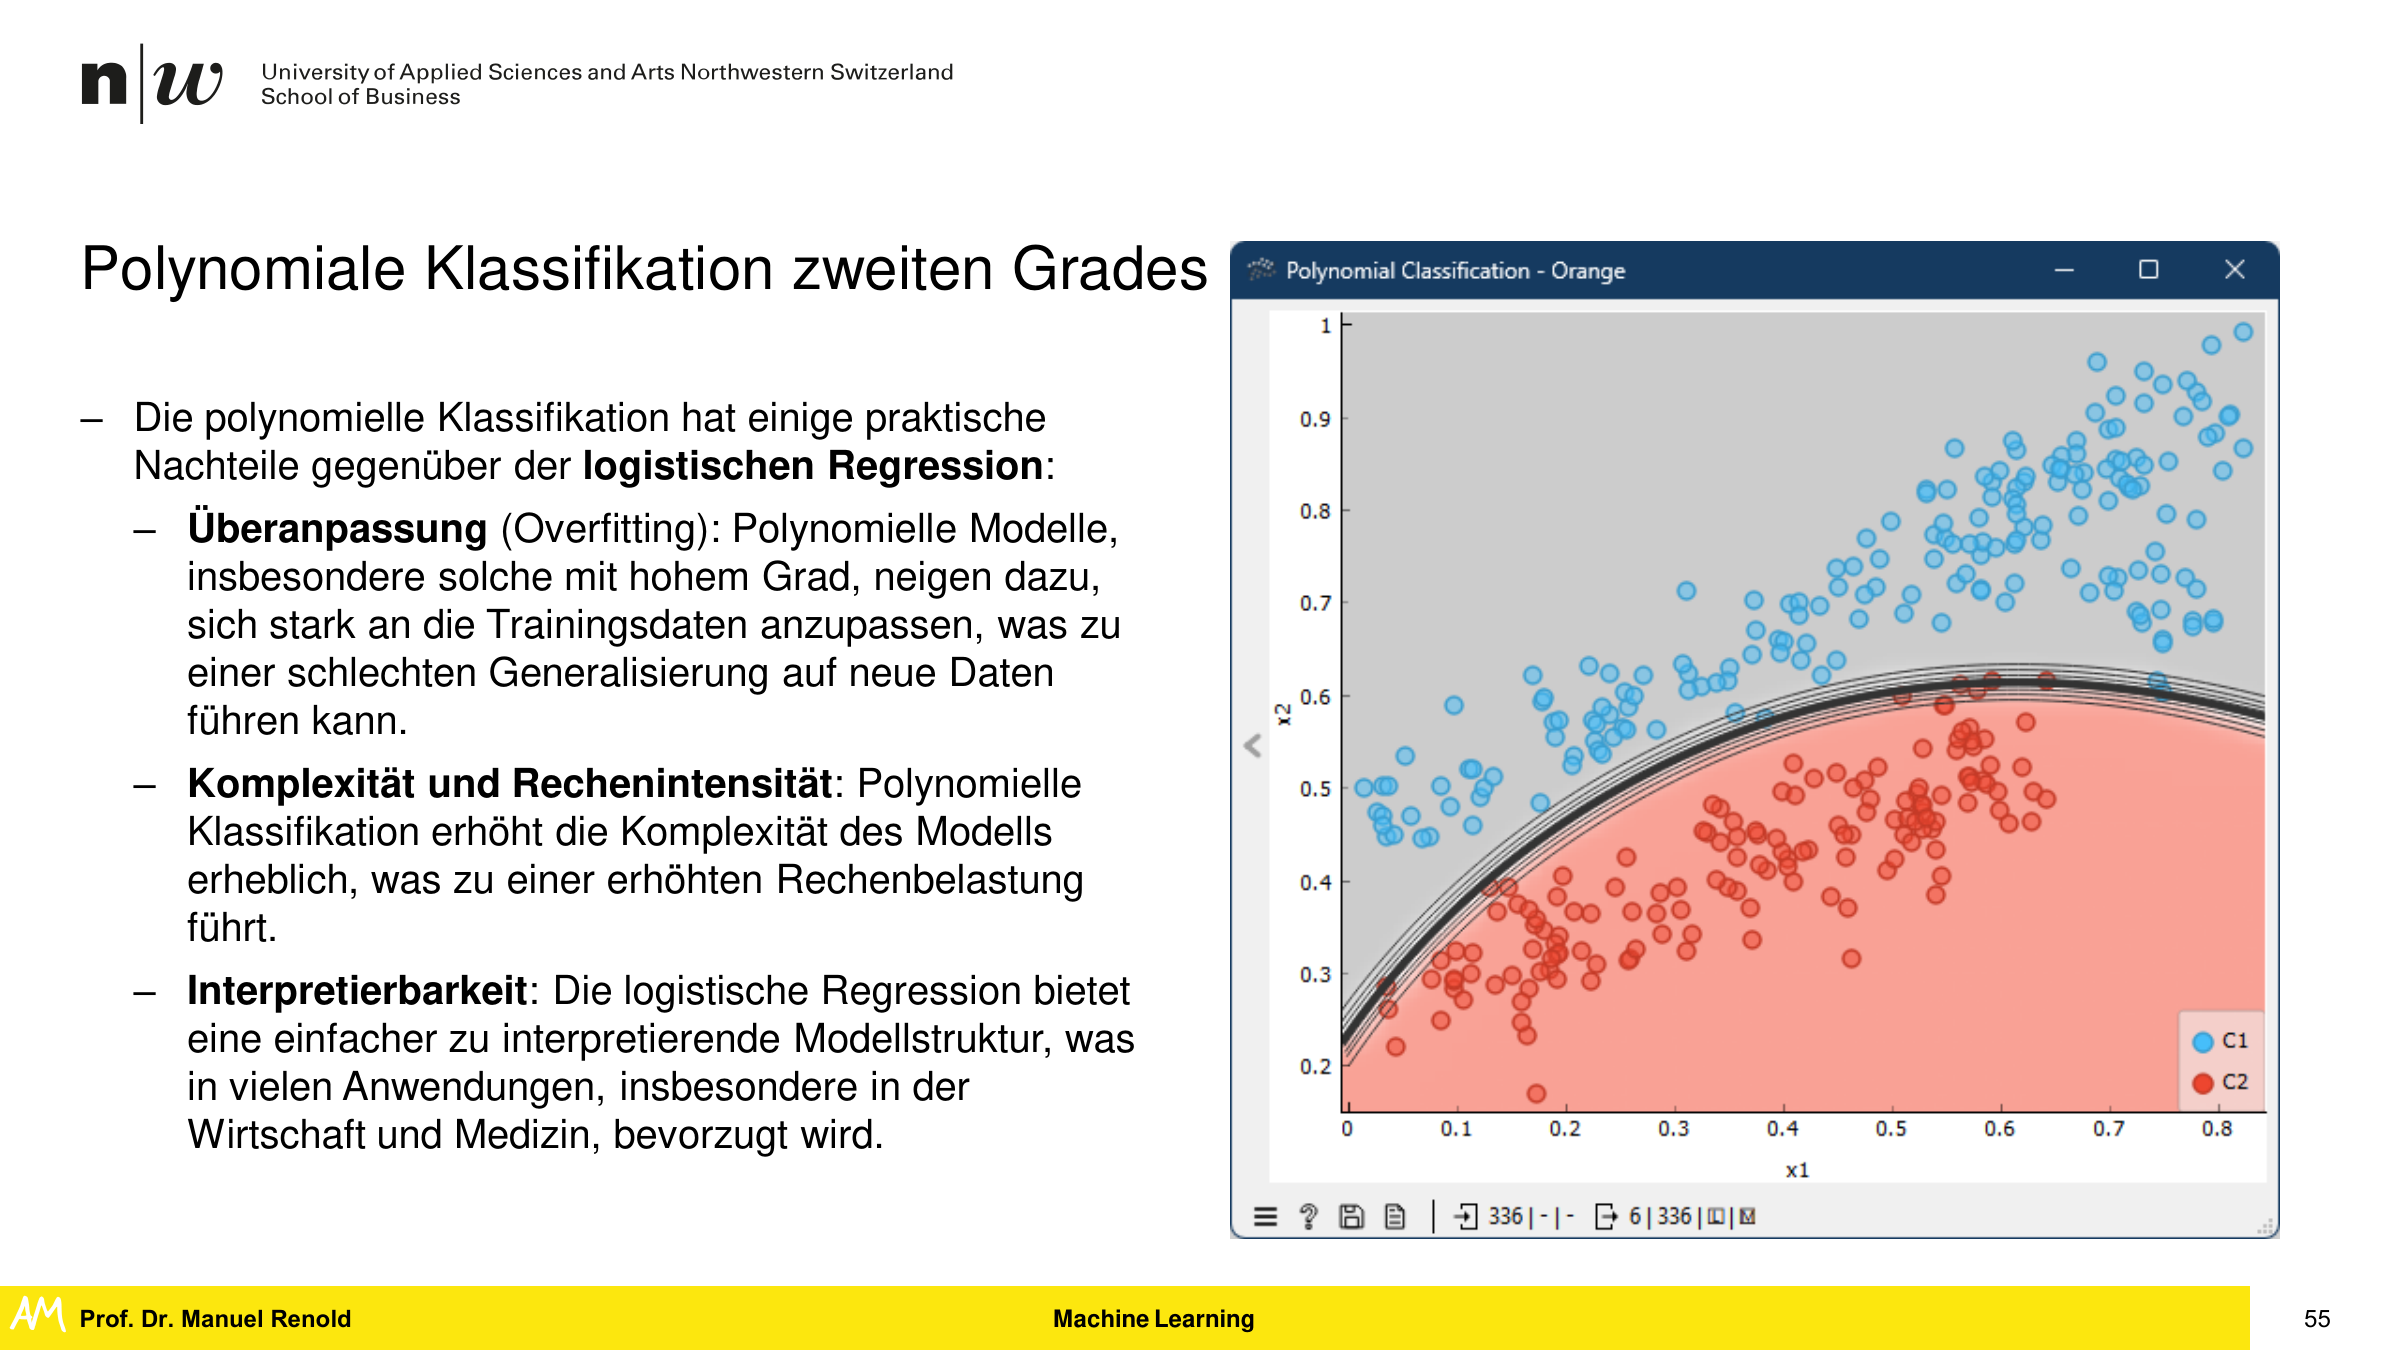 n|w
University of Applied Sciences and Arts Northwestern Switzerland
School of Business
Polynomiale Klassifikation zweiten Grades
– Die polynomielle Klassifikation hat einige praktische
Nachteile gegenüber der logistischen Regression:
– Überanpassung (Overfitting): Polynomielle Modelle,
insbesondere solche mit hohem Grad, neigen dazu,
sich stark an die Trainingsdaten anzupassen, was zu
einer schlechten Generalisierung auf neue Daten
führen kann.
– Komplexität und Rechenintensität: Polynomielle
Klassifikation erhöht die Komplexität des Modells
erheblich, was zu einer erhöhten Rechenbelastung
führt.
– Interpretierbarkeit: Die logistische Regression bietet
eine einfacher zu interpretierende Modellstruktur, was
in vielen Anwendungen, insbesondere in der
Wirtschaft und Medizin, bevorzugt wird.
Polynomial Classification - Orange
1
0.9
0.8
0.7
0.6
0.5
0.4
0.3
0.2
x2
0 0.1 0.2 0.3 0.4 0.5 0.6 0.7 0.8
x1
C1
C2
336 | - | - 6 | 336 |
AM
Prof. Dr. Manuel Renold
Machine Learning
55